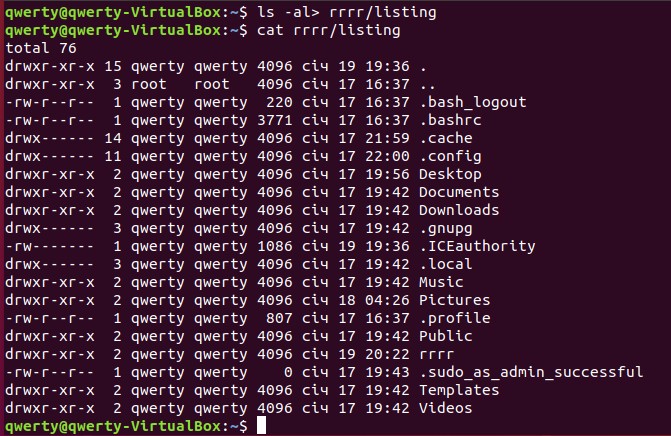 qwerty@qwerty-VirtualBox:~$ ls -al> rrrr/listing
qwerty@qwerty-VirtualBox:~$ cat rrrr/listing
total 76
drwxr-xr-x 15 qwerty qwerty 4096 січ 19 19:36 .
drwxr-xr-x  3 root   root   4096 січ 17 16:37 ..
-rw-r--r--  1 qwerty qwerty  220 січ 17 16:37 .bash_logout
-rw-r--r--  1 qwerty qwerty 3771 січ 17 16:37 .bashrc
drwx------ 14 qwerty qwerty 4096 січ 17 21:59 .cache
drwx------ 11 qwerty qwerty 4096 січ 17 22:00 .config
drwxr-xr-x  2 qwerty qwerty 4096 січ 17 19:56 Desktop
drwxr-xr-x  2 qwerty qwerty 4096 січ 17 19:42 Documents
drwxr-xr-x  2 qwerty qwerty 4096 січ 17 19:42 Downloads
drwx------  3 qwerty qwerty 4096 січ 17 19:42 .gnupg
-rw-------  1 qwerty qwerty 1086 січ 19 19:36 .ICEauthority
drwx------  3 qwerty qwerty 4096 січ 17 19:42 .local
drwxr-xr-x  2 qwerty qwerty 4096 січ 17 19:42 Music
drwxr-xr-x  2 qwerty qwerty 4096 січ 18 04:26 Pictures
-rw-r--r--  1 qwerty qwerty  807 січ 17 16:37 .profile
drwxr-xr-x  2 qwerty qwerty 4096 січ 17 19:42 Public
drwxr-xr-x  2 qwerty qwerty 4096 січ 19 20:22 rrrr
-rw-r--r--  1 qwerty qwerty    0 січ 17 19:43 .sudo_as_admin_successful
drwxr-xr-x  2 qwerty qwerty 4096 січ 17 19:42 Templates
drwxr-xr-x  2 qwerty qwerty 4096 січ 17 19:42 Videos
qwerty@qwerty-VirtualBox:~$